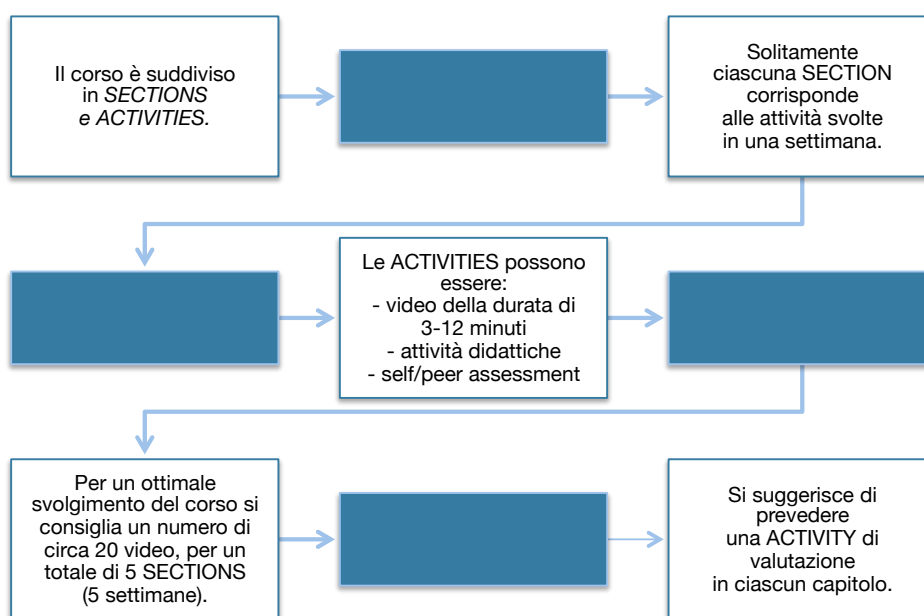 Il corso è suddiviso
in SECTIONS
e ACTIVITIES.
Solitamente
ciascuna SECTION
corrisponde
alle attività svolte
in una settimana.
Le ACTIVITIES possono
essere:
- video della durata di
3-12 minuti
- attività didattiche
- self/peer assessment
Per un ottimale
svolgimento del corso si
consiglia un numero di
circa 20 video, per un
totale di 5 SECTIONS
(5 settimane).
Si suggerisce di
prevedere
una ACTIVITY di
valutazione
in ciascun capitolo.